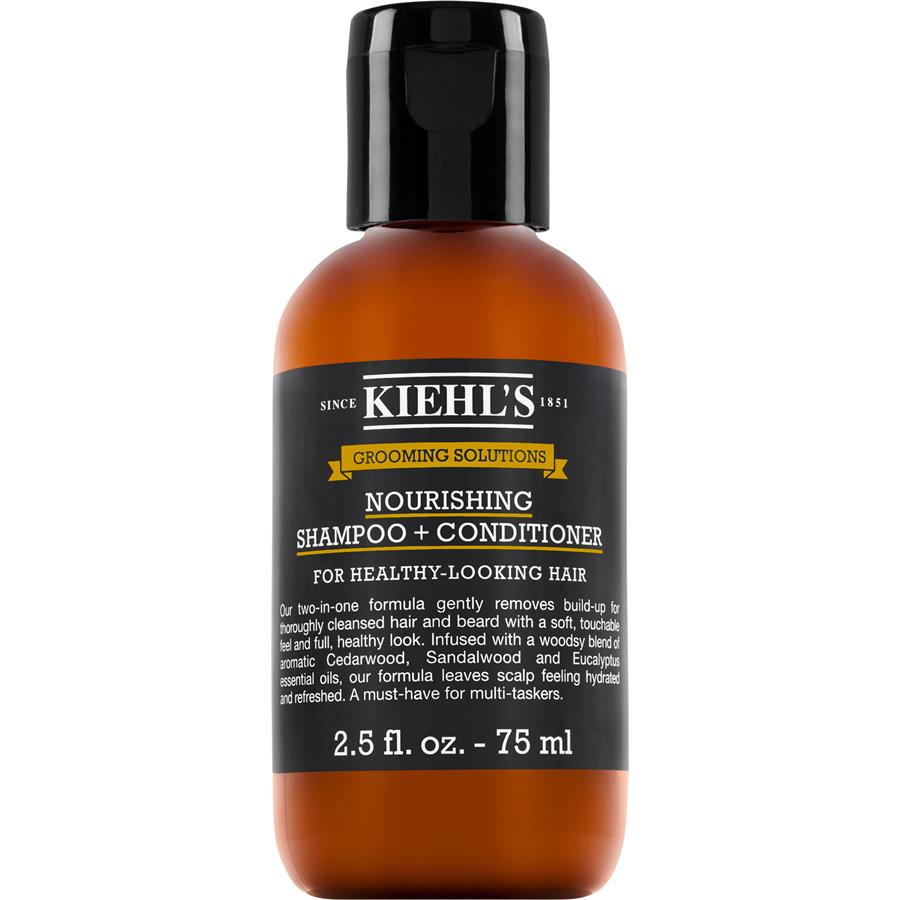 SINCE KIEHL'S 1851
GROOMING SOLUTIONS
NOURISHING
SHAMPOO + CONDITIONER
FOR HEALTHY-LOOKING HAIR
Our two-in-one formula gently removes build-up for
thoroughly cleansed hair and beard with a soft, touchable
feel and full, healthy look. Infused with a woodsy blend of
aromatic Cedarwood, Sandalwood and Eucalyptus
essential oils, our formula leaves scalp feeling hydrated
and refreshed. A must-have for multi-taskers.
2.5 fl. oz. - 75 ml